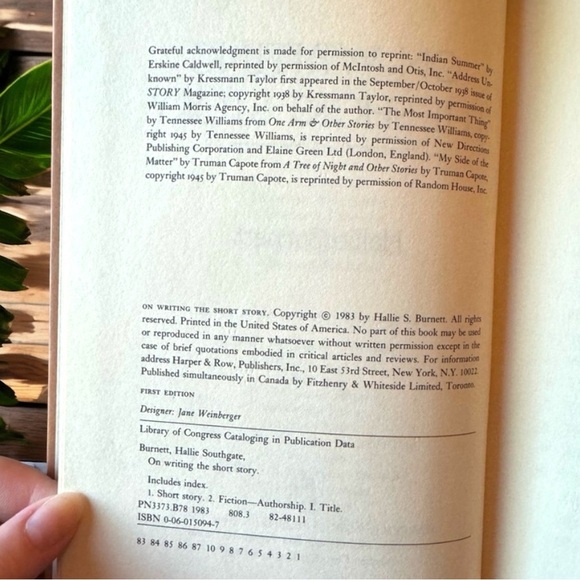 Grateful acknowledgment is made for permission to reprint: "Indian Summer" by
Erskine Caldwell, reprinted by permission of McIntosh and Otis, Inc. "Address Un-
known" by Kressmann Taylor first appeared in the September/October 1938 issue of
STORY Magazine; copyright 1938 by Kressmann Taylor, reprinted by permission of
William Morris Agency, Inc. on behalf of the author. "The Most Important Thing"
by Tennessee Williams from One Arm & Other Stories by Tennessee Williams, copy-
right 1945 by Tennessee Williams, is reprinted by permission of New Directions
Publishing Corporation and Elaine Green Ltd (London, England). "My Side of the
Matter" by Truman Capote from A Tree of Night and Other Stories by Truman Capote,
copyright 1945 by Truman Capote, is reprinted by permission of Random House, Inc.
ON WRITING THE SHORT STORY. Copyright © 1983 by Hallie S. Burnett. All rights
reserved. Printed in the United States of America. No part of this book may be used
or reproduced in any manner whatsoever without written permission except in the
case of brief quotations embodied in critical articles and reviews. For information
address Harper & Row, Publishers, Inc., 10 East 53rd Street, New York, N.Y. 10022.
Published simultaneously in Canada by Fitzhenry & Whiteside Limited, Toronto.
FIRST EDITION
Designer: Jane Weinberger
Library of Congress Cataloging in Publication Data
Burnett, Hallie Southgate,
On writing the short story.
Includes index.
1. Short story. 2. Fiction—Authorship. I. Title.
PN3373.B78 1983 808.3 82-48111
ISBN 0-06-015094-7
83 84 85 86 87 10 9 8 7 6 5 4 3 2 1